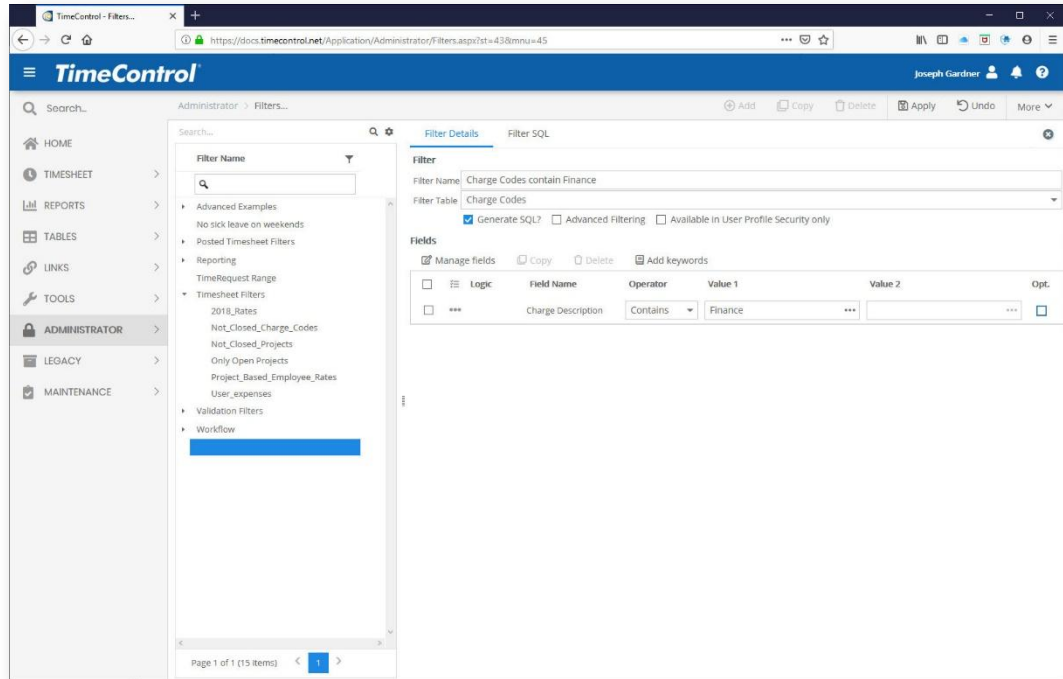 TimeControl - Filters...
https://docs.timecontrol.net/Application/Administrator/Filters.aspx?st=43&mnu=45
TimeControl
Joseph Gardner
Search...
Administrator > Filters...
Add Copy Delete Apply Undo More
HOME
TIMESHEET
REPORTS
TABLES
LINKS
TOOLS
ADMINISTRATOR
LEGACY
MAINTENANCE
Search...
Filter Name
Advanced Examples
No sick leave on weekends
Posted Timesheet Filters
Reporting
TimeRequest Range
Timesheet Filters
2018_Rates
Not_Closed_Charge_Codes
Not_Closed_Projects
Only Open Projects
Project_Based_Employee_Rates
User_expenses
Validation Filters
Workflow
Page 1 of 1 (15 items) < 1 >
Filter Details Filter SQL
Filter
Filter Name Charge Codes contain Finance
Filter Table Charge Codes
Generate SQL? Advanced Filtering Available in User Profile Security only
Fields
Manage fields Copy Delete Add keywords
Logic Field Name Operator Value 1 Value 2 Opt.
Charge Description Contains Finance